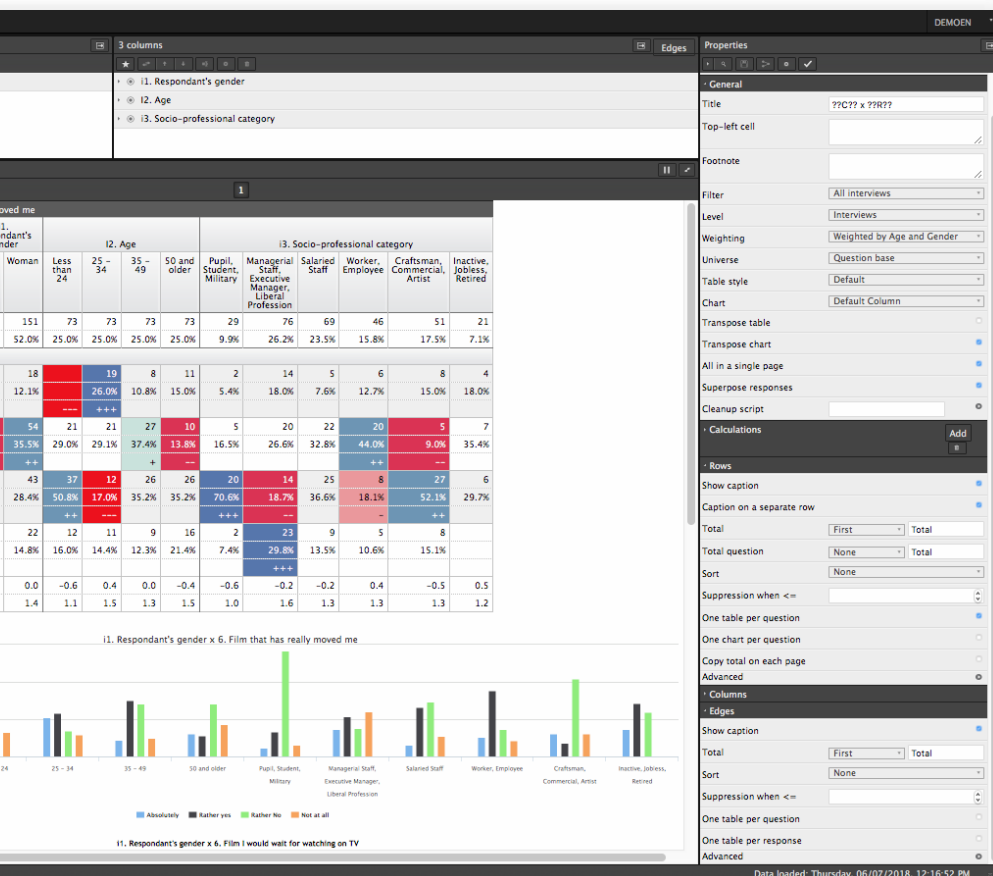 DEMOEN
3 columns
Edges
i1. Respondant's gender
I2. Age
i3. Socio-professional category
1
oved me
1.
ndant's
nder
I2. Age
i3. Socio-professional category
Woman
Less than 24
25 - 34
35 - 49
50 and older
Pupil, Student, Military
Managerial Staff, Executive Manager, Liberal Profession
Salaried Staff
Worker, Employee
Craftsman, Commercial, Artist
Inactive, Jobless, Retired
151 73 73 73 73 29 76 69 46 51 21
52.0% 25.0% 25.0% 25.0% 25.0% 9.9% 26.2% 23.5% 15.8% 17.5% 7.1%
18 19 8 11 2 14 5 6 8 4
12.1% 26.0% 10.8% 15.0% 5.4% 18.0% 7.6% 12.7% 15.0% 18.0%
--- +++
54 21 21 27 10 5 20 22 20 5 7
35.5% 29.0% 29.1% 37.4% 13.8% 16.5% 26.6% 32.8% 44.0% 9.0% 35.4%
++ + -- ++ --
43 37 12 26 26 20 14 25 8 27 6
28.4% 50.8% 17.0% 35.2% 35.2% 70.6% 18.7% 36.6% 18.1% 52.1% 29.7%
++ --- +++ -- - ++
22 12 11 9 16 2 23 9 5 8
14.8% 16.0% 14.4% 12.3% 21.4% 7.4% 29.8% 13.5% 10.6% 15.1%
+++
0.0 -0.6 0.4 0.0 -0.4 -0.6 -0.2 -0.2 0.4 -0.5 0.5
1.4 1.1 1.5 1.3 1.5 1.0 1.6 1.3 1.3 1.3 1.2
i1. Respondant's gender x 6. Film that has really moved me
24
25 - 34
35 - 49
50 and older
Pupil, Student,
Military
Managerial Staff,
Executive Manager,
Liberal Profession
Salaried Staff
Worker, Employee
Craftsman,
Commercial, Artist
Inactive, Jobless,
Retired
Absolutely Rather yes Rather No Not at all
i1. Respondant's gender x 6. Film I would wait for watching on TV
Properties
General
Title ??C?? x ??R??
Top-left cell
Footnote
Filter All interviews
Level Interviews
Weighting Weighted by Age and Gender
Universe Question base
Table style Default
Chart Default Column
Transpose table
Transpose chart
All in a single page
Superpose responses
Cleanup script
Calculations
Add
Rows
Show caption
Caption on a separate row
Total First Total
Total question None Total
Sort None
Suppression when <=
One table per question
One chart per question
Copy total on each page
Advanced
Columns
Edges
Show caption
Total First Total
Sort None
Suppression when <=
One table per question
One table per response
Advanced
Data loaded: Thursday, 06/07/2018, 12:16:52 PM